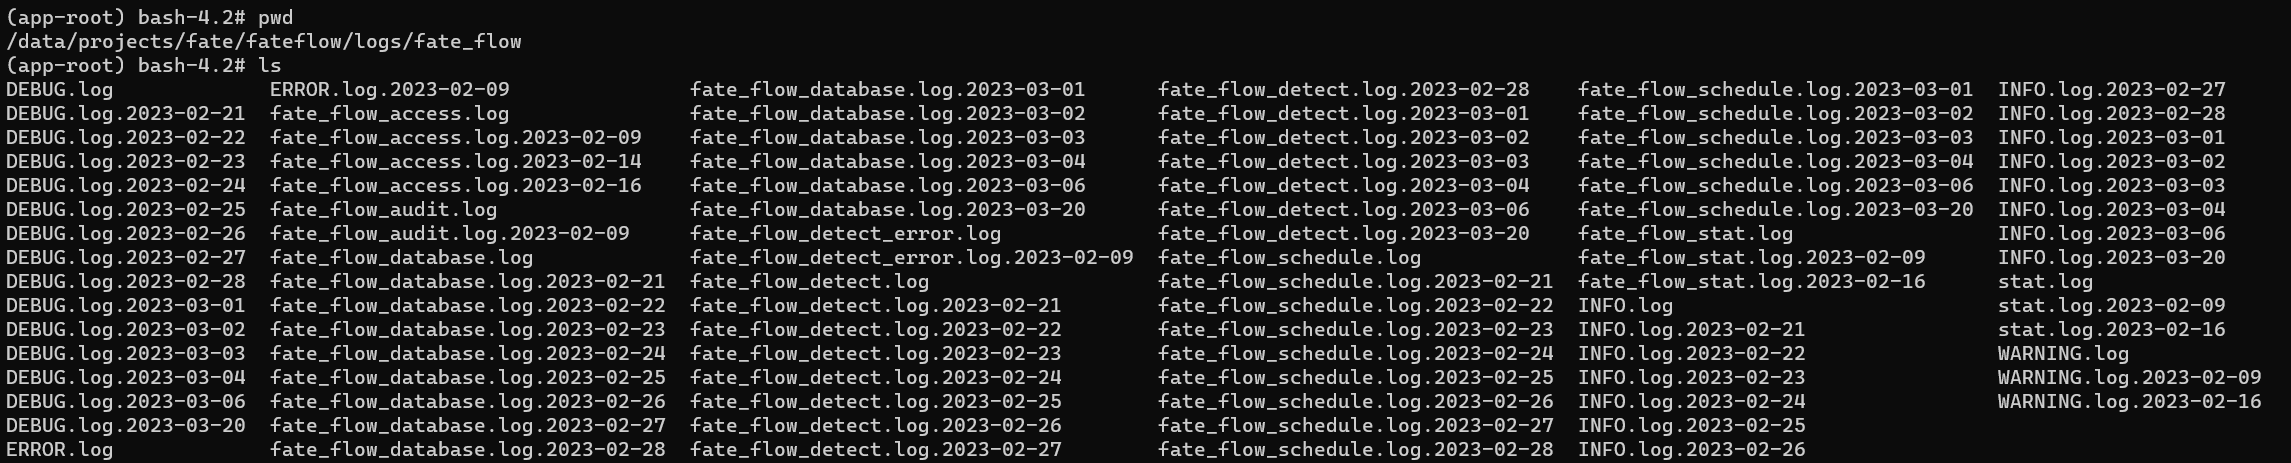 (app-root) bash-4.2# pwd
/data/projects/fate/fateflow/logs/fate_flow
(app-root) bash-4.2# ls
DEBUG.log             ERROR.log.2023-02-09               fate_flow_database.log.2023-03-01      fate_flow_detect.log.2023-02-28    fate_flow_schedule.log.2023-03-01  INFO.log.2023-02-27
DEBUG.log.2023-02-21  fate_flow_access.log               fate_flow_database.log.2023-03-02      fate_flow_detect.log.2023-03-01    fate_flow_schedule.log.2023-03-02  INFO.log.2023-02-28
DEBUG.log.2023-02-22  fate_flow_access.log.2023-02-09    fate_flow_database.log.2023-03-03      fate_flow_detect.log.2023-03-02    fate_flow_schedule.log.2023-03-03  INFO.log.2023-03-01
DEBUG.log.2023-02-23  fate_flow_access.log.2023-02-14    fate_flow_database.log.2023-03-04      fate_flow_detect.log.2023-03-03    fate_flow_schedule.log.2023-03-04  INFO.log.2023-03-02
DEBUG.log.2023-02-24  fate_flow_access.log.2023-02-16    fate_flow_database.log.2023-03-06      fate_flow_detect.log.2023-03-04    fate_flow_schedule.log.2023-03-06  INFO.log.2023-03-03
DEBUG.log.2023-02-25  fate_flow_audit.log                fate_flow_database.log.2023-03-20      fate_flow_detect.log.2023-03-06    fate_flow_schedule.log.2023-03-20  INFO.log.2023-03-04
DEBUG.log.2023-02-26  fate_flow_audit.log.2023-02-09     fate_flow_detect_error.log             fate_flow_detect.log.2023-03-20    fate_flow_stat.log                 INFO.log.2023-03-06
DEBUG.log.2023-02-27  fate_flow_database.log             fate_flow_detect_error.log.2023-02-09  fate_flow_schedule.log             fate_flow_stat.log.2023-02-09      INFO.log.2023-03-20
DEBUG.log.2023-02-28  fate_flow_database.log.2023-02-21  fate_flow_detect.log                   fate_flow_schedule.log.2023-02-21  fate_flow_stat.log.2023-02-16      stat.log
DEBUG.log.2023-03-01  fate_flow_database.log.2023-02-22  fate_flow_detect.log.2023-02-21        fate_flow_schedule.log.2023-02-22  INFO.log                           stat.log.2023-02-09
DEBUG.log.2023-03-02  fate_flow_database.log.2023-02-23  fate_flow_detect.log.2023-02-22        fate_flow_schedule.log.2023-02-23  INFO.log.2023-02-21                stat.log.2023-02-16
DEBUG.log.2023-03-03  fate_flow_database.log.2023-02-24  fate_flow_detect.log.2023-02-23        fate_flow_schedule.log.2023-02-24  INFO.log.2023-02-22                WARNING.log
DEBUG.log.2023-03-04  fate_flow_database.log.2023-02-25  fate_flow_detect.log.2023-02-24        fate_flow_schedule.log.2023-02-25  INFO.log.2023-02-23                WARNING.log.2023-02-09
DEBUG.log.2023-03-06  fate_flow_database.log.2023-02-26  fate_flow_detect.log.2023-02-25        fate_flow_schedule.log.2023-02-26  INFO.log.2023-02-24                WARNING.log.2023-02-16
DEBUG.log.2023-03-20  fate_flow_database.log.2023-02-27  fate_flow_detect.log.2023-02-26        fate_flow_schedule.log.2023-02-27  INFO.log.2023-02-25
ERROR.log             fate_flow_database.log.2023-02-28  fate_flow_detect.log.2023-02-27        fate_flow_schedule.log.2023-02-28  INFO.log.2023-02-26